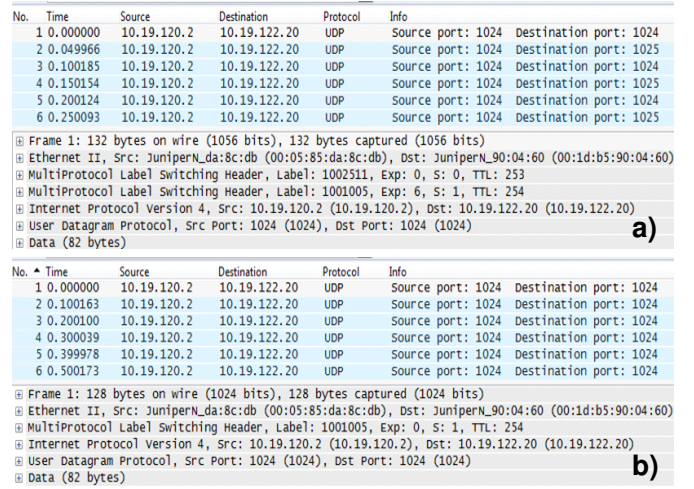 No. Time Source Destination Protocol Info
1 0.000000 10.19.120.2 10.19.122.20 UDP Source port: 1024 Destination port: 1024
2 0.049966 10.19.120.2 10.19.122.20 UDP Source port: 1024 Destination port: 1025
3 0.100185 10.19.120.2 10.19.122.20 UDP Source port: 1024 Destination port: 1024
4 0.150154 10.19.120.2 10.19.122.20 UDP Source port: 1024 Destination port: 1025
5 0.200124 10.19.120.2 10.19.122.20 UDP Source port: 1024 Destination port: 1024
6 0.250093 10.19.120.2 10.19.122.20 UDP Source port: 1024 Destination port: 1025
Frame 1: 132 bytes on wire (1056 bits), 132 bytes captured (1056 bits)
Ethernet II, Src: JuniperN_da:8c:db (00:05:85:da:8c:db), Dst: JuniperN_90:04:60 (00:1d:b5:90:04:60)
MultiProtocol Label Switching Header, Label: 1002511, Exp: 0, S: 0, TTL: 253
MultiProtocol Label Switching Header, Label: 1001005, Exp: 6, S: 1, TTL: 254
Internet Protocol Version 4, Src: 10.19.120.2 (10.19.120.2), Dst: 10.19.122.20 (10.19.122.20)
User Datagram Protocol, Src Port: 1024 (1024), Dst Port: 1024 (1024)
Data (82 bytes)
a)
No. Time Source Destination Protocol Info
1 0.000000 10.19.120.2 10.19.122.20 UDP Source port: 1024 Destination port: 1024
2 0.100163 10.19.120.2 10.19.122.20 UDP Source port: 1024 Destination port: 1024
3 0.200100 10.19.120.2 10.19.122.20 UDP Source port: 1024 Destination port: 1024
4 0.300039 10.19.120.2 10.19.122.20 UDP Source port: 1024 Destination port: 1024
5 0.399978 10.19.120.2 10.19.122.20 UDP Source port: 1024 Destination port: 1024
6 0.500173 10.19.120.2 10.19.122.20 UDP Source port: 1024 Destination port: 1024
Frame 1: 128 bytes on wire (1024 bits), 128 bytes captured (1024 bits)
Ethernet II, Src: JuniperN_da:8c:db (00:05:85:da:8c:db), Dst: JuniperN_90:04:60 (00:1d:b5:90:04:60)
MultiProtocol Label Switching Header, Label: 1001005, Exp: 0, S: 1, TTL: 254
Internet Protocol Version 4, Src: 10.19.120.2 (10.19.120.2), Dst: 10.19.122.20 (10.19.122.20)
User Datagram Protocol, Src Port: 1024 (1024), Dst Port: 1024 (1024)
Data (82 bytes)
b)